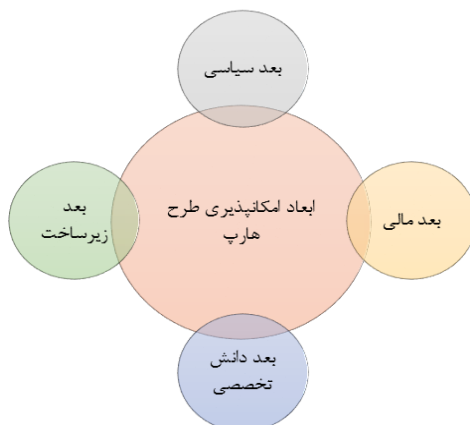 بعد سیاسی
ابعاد امکانپذیری طرح
هارپ
بعد مالی
بعد
زیرساخت
بعد دانش
تخصصی